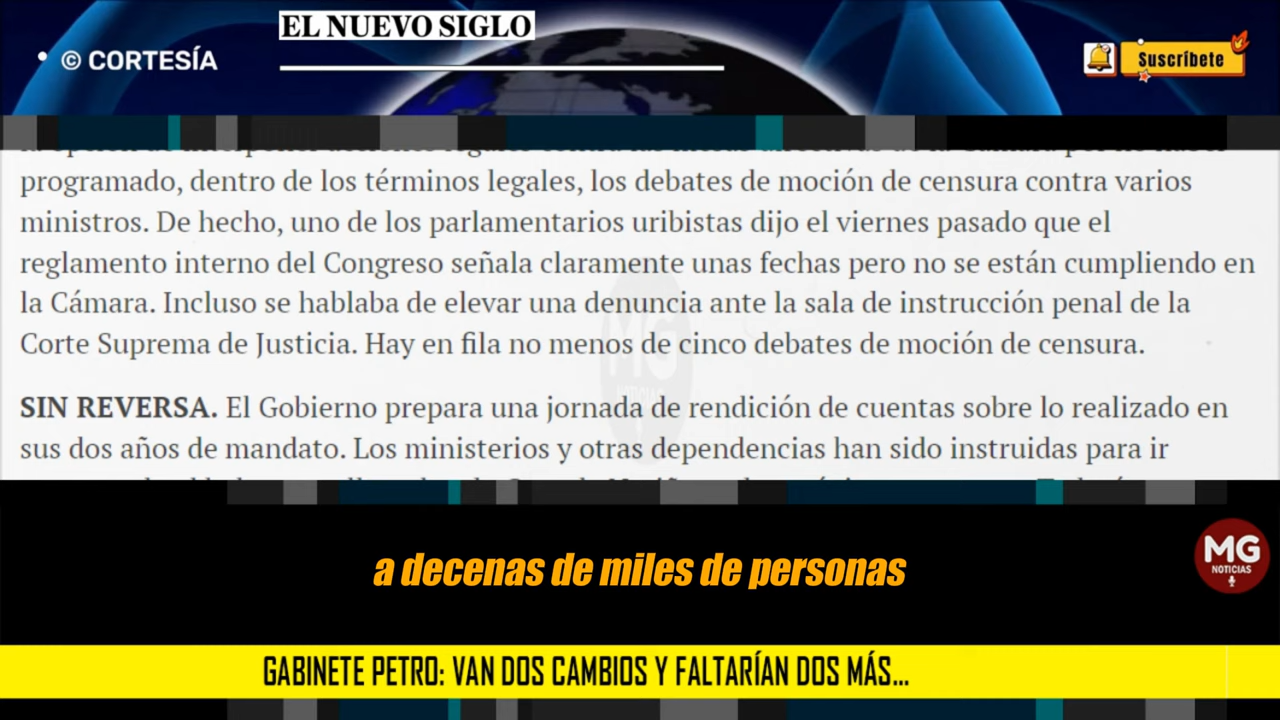 EL NUEVO SIGLO
© CORTESÍA
Suscríbete
programado, dentro de los términos legales, los debates de moción de censura contra varios
ministros. De hecho, uno de los parlamentarios uribistas dijo el viernes pasado que el
reglamento interno del Congreso señala claramente unas fechas pero no se están cumpliendo en
la Cámara. Incluso se hablaba de elevar una denuncia ante la sala de instrucción penal de la
Corte Suprema de Justicia. Hay en fila no menos de cinco debates de moción de censura.
SIN REVERSA. El Gobierno prepara una jornada de rendición de cuentas sobre lo realizado en
sus dos años de mandato. Los ministerios y otras dependencias han sido instruidas para ir
a decenas de miles de personas
MG
NOTICIAS
GABINETE PETRO: VAN DOS CAMBIOS Y FALTARÍAN DOS MÁS...